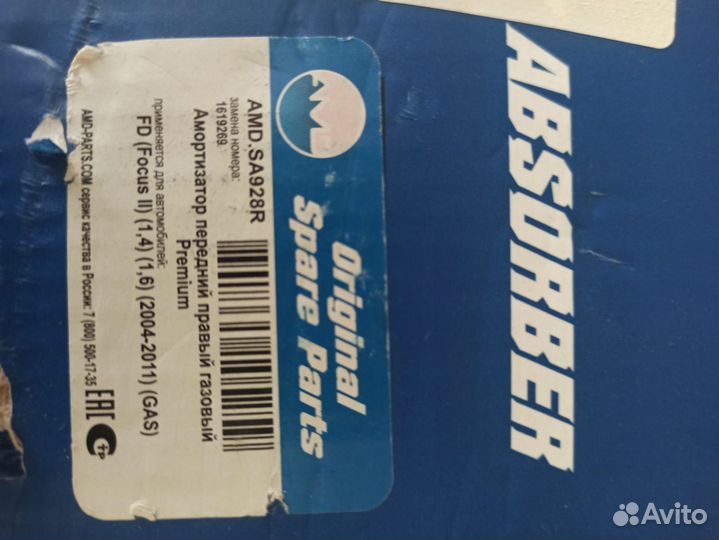 ABSORBER
AMD
Original
Spare Parts
AMD.SA928R
замена номера:
1619269
Амортизатор передний правый газовый
Premium
применяется для автомобилей:
FD (Focus II) (1,4) (1,6) (2004-2011) (GAS)
AMD-PARTS.COM сервис качества в России: 7 (800) 500-17-35
EAC
Avito